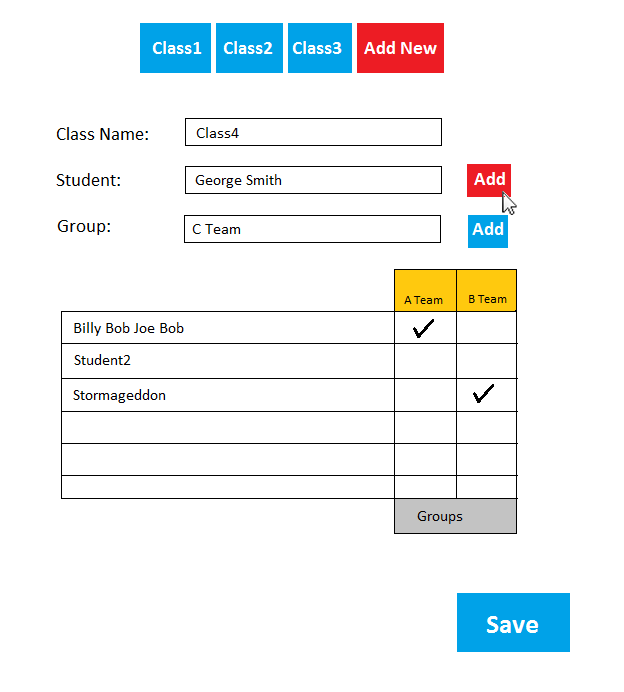 Class1 Class2 Class3 Add New
Class Name: Class4
Student: George Smith Add
Group: C Team Add
A Team B Team
Billy Bob Joe Bob
Student2
Stormageddon
Groups
Save